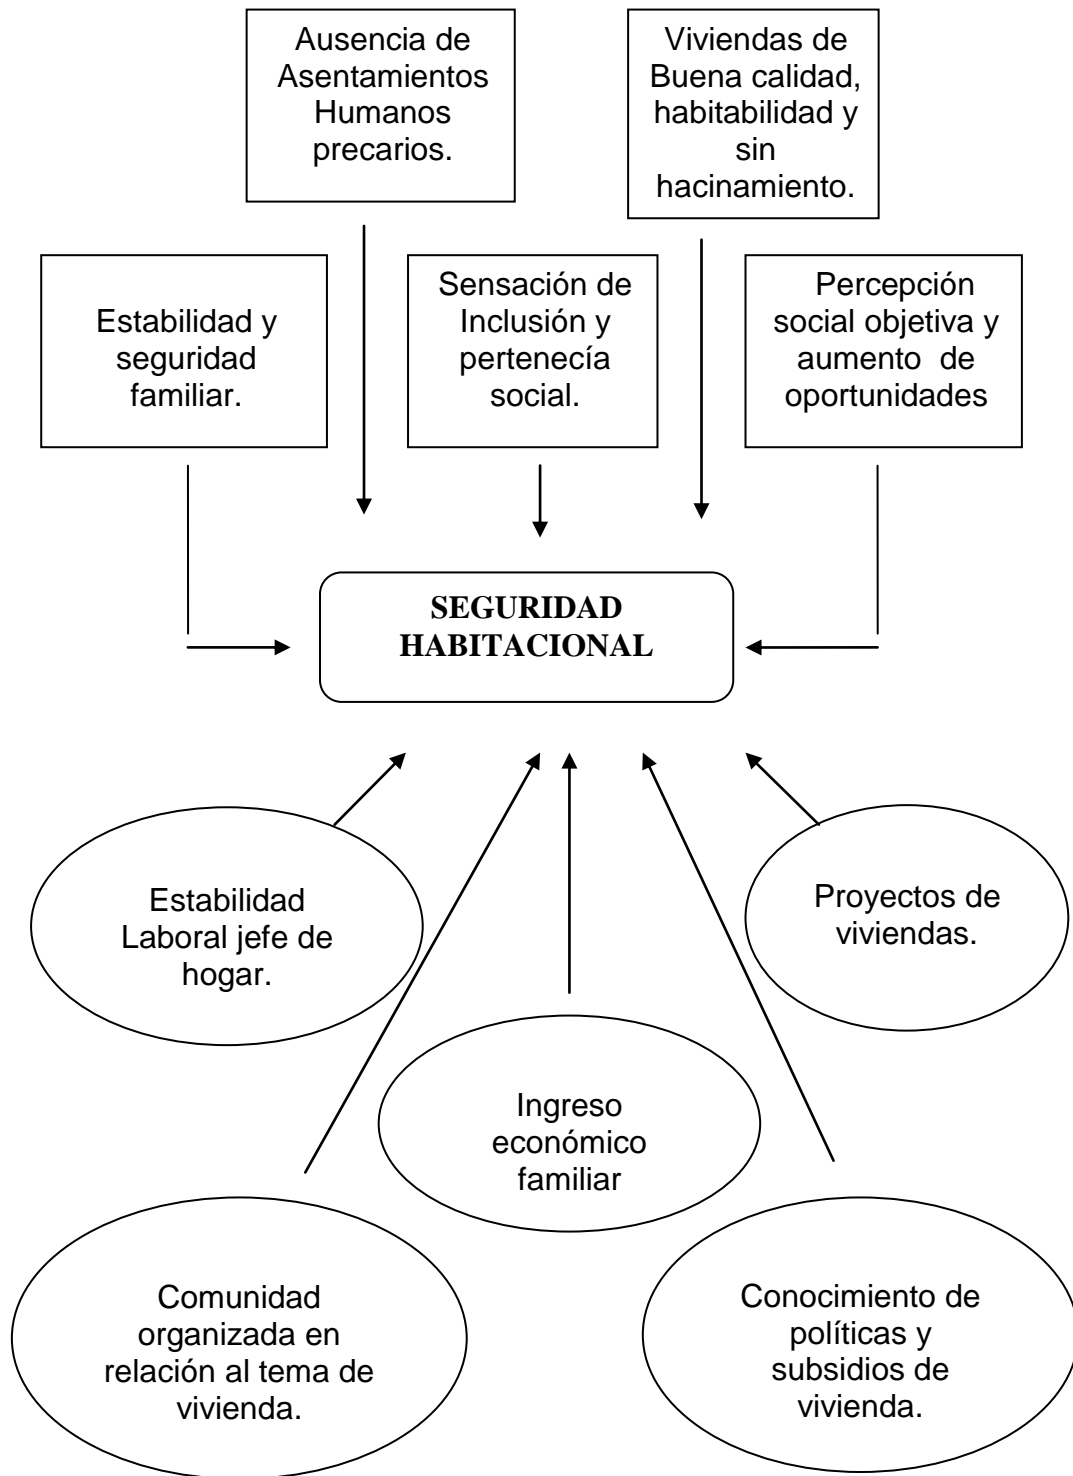 Ausencia de
Asentamientos
Humanos
precarios.
Viviendas de
Buena calidad,
habitabilidad y
sin
hacinamiento.
Estabilidad y
seguridad
familiar.
Sensación de
Inclusión y
pertenecía
social.
Percepción
social objetiva y
aumento de
oportunidades
SEGURIDAD
HABITACIONAL
Estabilidad
Laboral jefe de
hogar.
Proyectos de
viviendas.
Ingreso
económico
familiar
Comunidad
organizada en
relación al tema de
vivienda.
Conocimiento de
políticas y
subsidios de
vivienda.